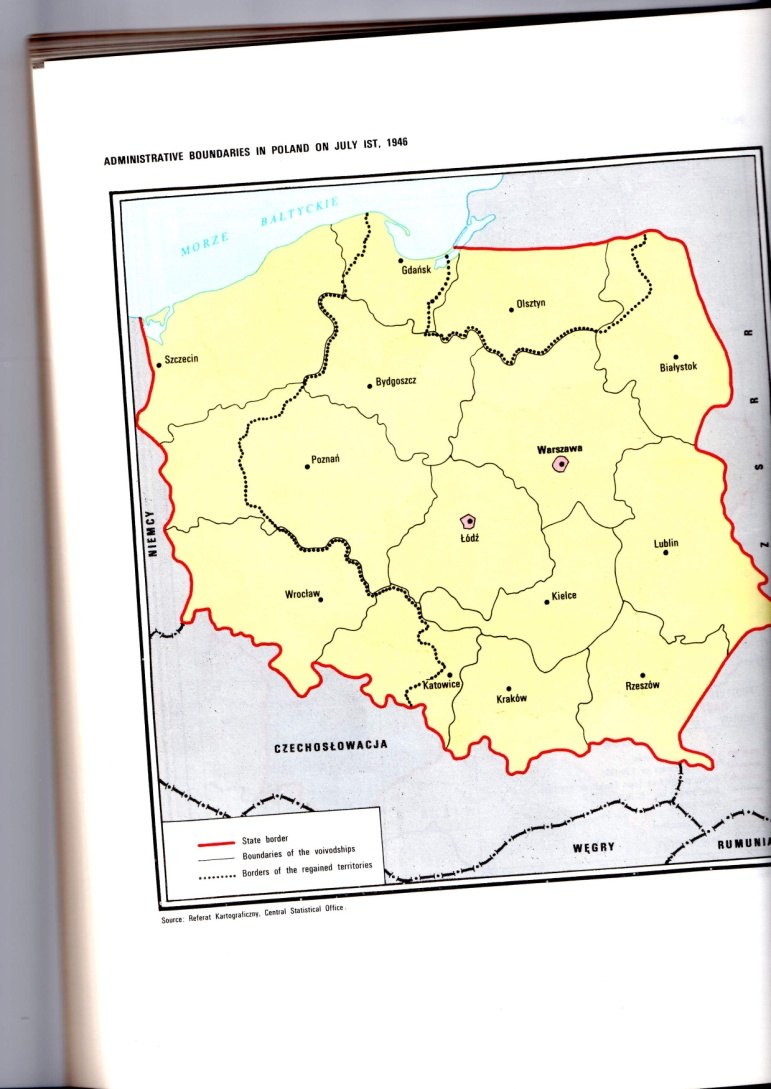 ADMINISTRATIVE BOUNDARIES IN POLAND ON JULY IST, 1946
MORZE BAŁTYCKIE
Gdańsk
Olsztyn
Szczecin
Białystok
Bydgoszcz
Warszawa
Poznań
Łódź
NIEMCY
Lublin
Wrocław
Kielce
Katowice
Kraków
Rzeszów
Z S R R
CZECHOSŁOWACJA
WĘGRY
RUMUNIA
State border
Boundaries of the voivodships
Borders of the regained territories
Source: Referat Kartograficzny, Central Statistical Office.